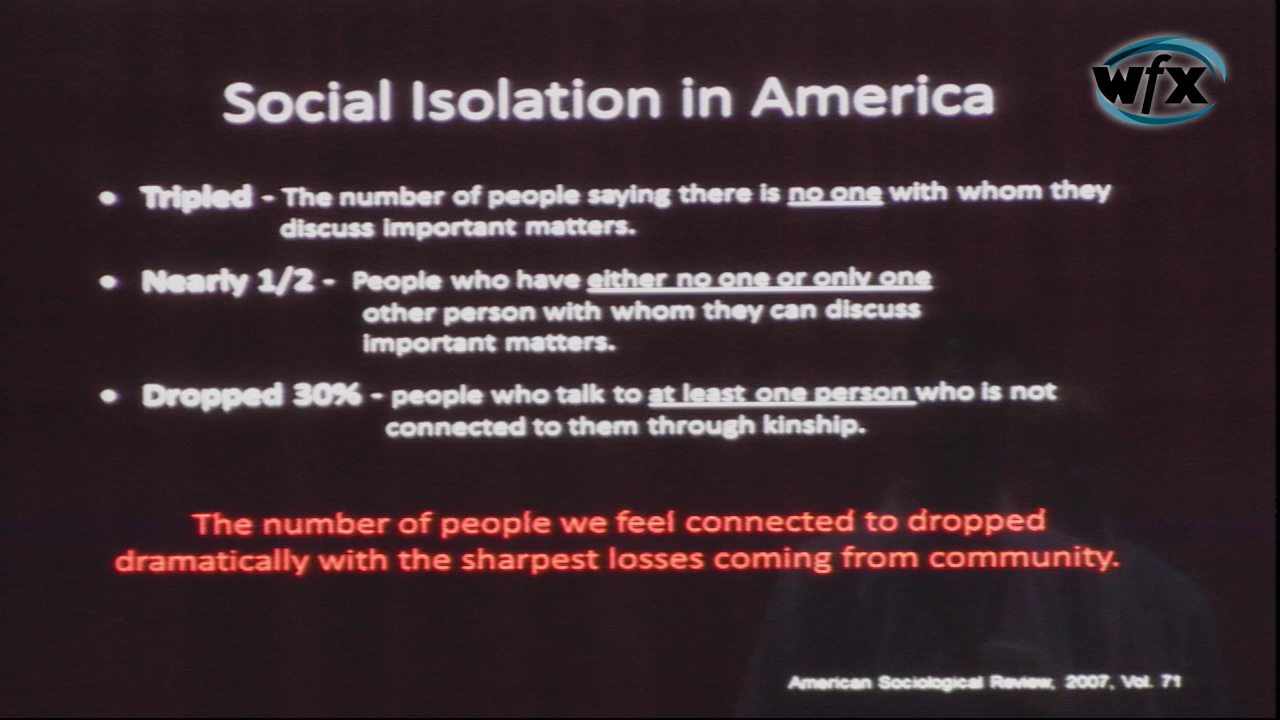 wfx
Social Isolation in America
• Tripled - The number of people saying there is no one with whom they
discuss important matters.
• Nearly 1/2 - People who have either no one or only one
other person with whom they can discuss
important matters.
• Dropped 30% - people who talk to at least one person who is not
connected to them through kinship.
The number of people we feel connected to dropped
dramatically with the sharpest losses coming from community.
American Sociological Review, 2007, Vol. 71